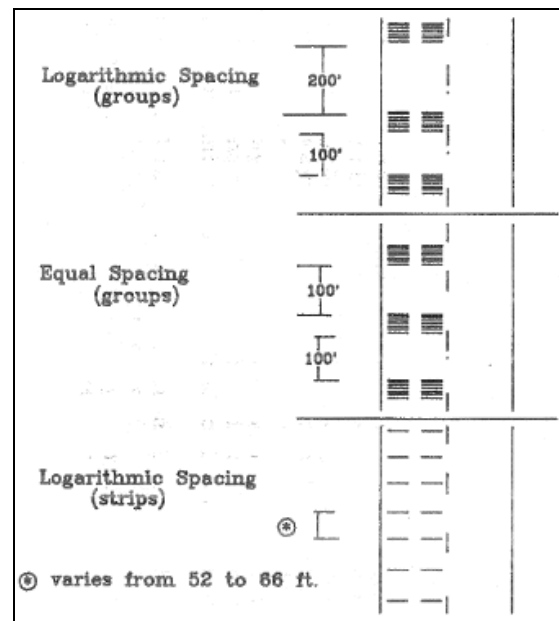 Logarithmic Spacing
(groups)
200'
100'
Equal Spacing
(groups)
100'
100'
Logarithmic Spacing
(strips)
⊛
⊛ varies from 52 to 66 ft.